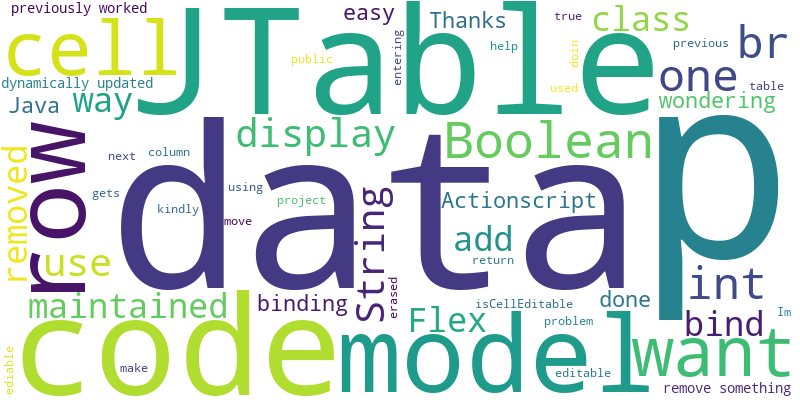 previously worked
cell
JTable
easy
Thanks
true
class
br
public
entering
help
doin
previous
dynamically updated
Java
way
used
one
table
wondering
row
data
p
display
Boolean
removed
next
column
gets
using
kindly
project
move
String
Actionscript
use
add
return
int
maintained
binding
erased
isCellEditable
done
bind
Im
code
model
Flex
problem
want
ediable
make
editable
remove something